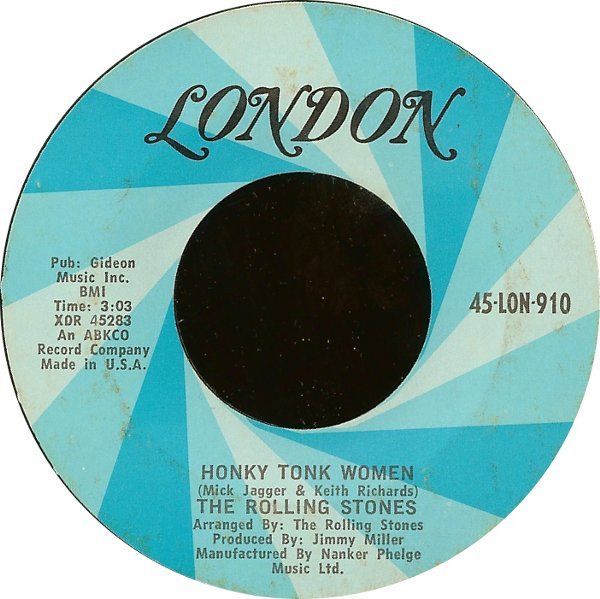 LONDON
Pub: Gideon
Music Inc.
BMI
Time: 3:03
XDR 45283
An ABKCO
Record Company
Made in U.S.A.
45-LON-910
HONKY TONK WOMEN
(Mick Jagger & Keith Richards)
THE ROLLING STONES
Arranged By: The Rolling Stones
Produced By: Jimmy Miller
Manufactured By Nanker Phelge
Music Ltd.